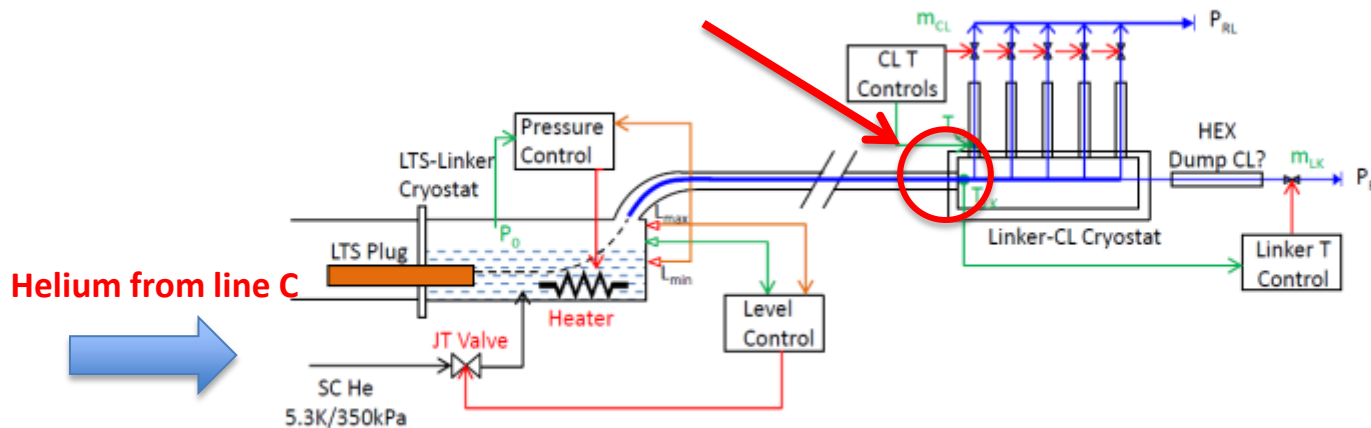 m_CL
P_RL
CL T
Controls
Pressure
Control
LTS-Linker
Cryostat
HEX
Dump CL?
m_LK
L_max
P_0
LTS Plug
L_min
Linker-CL Cryostat
Linker T
Control
Helium from line C
Heater
Level
Control
JT Valve
SC He
5.3K/350kPa